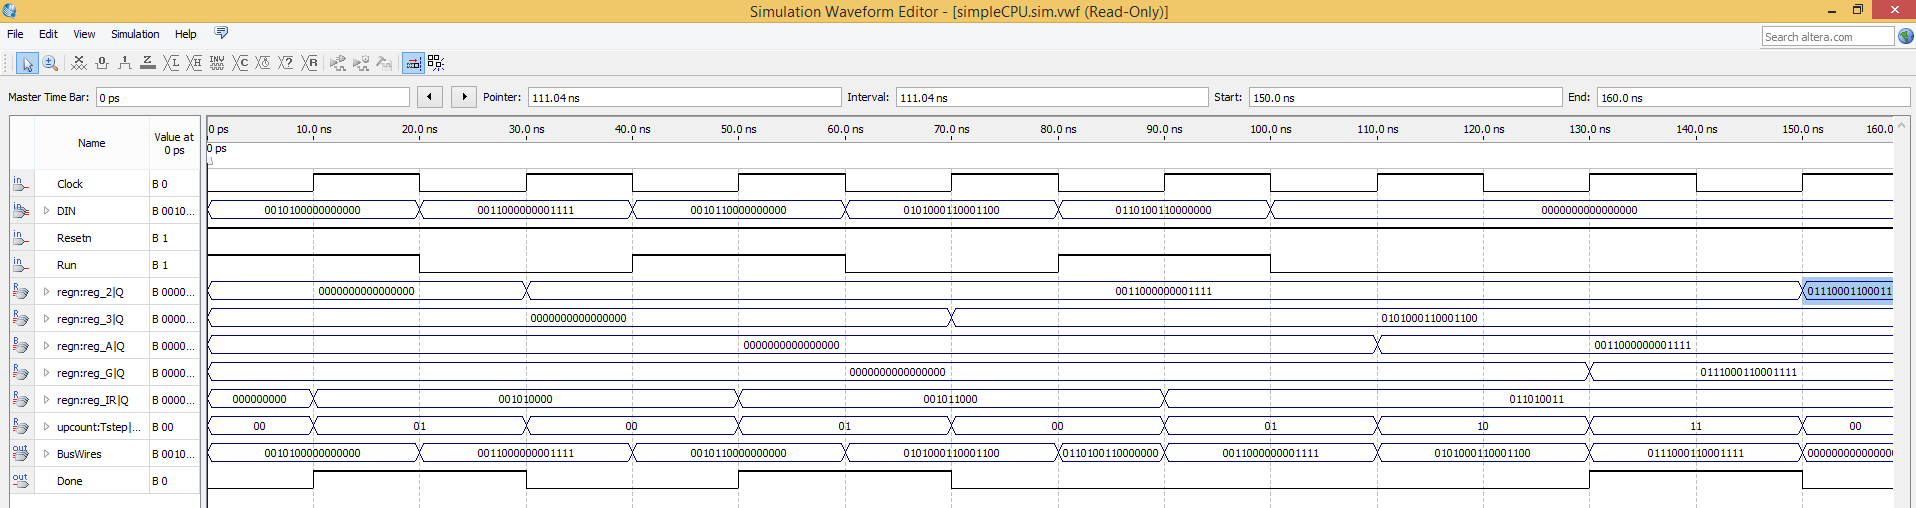 Simulation Waveform Editor - [simpleCPU.sim.vwf (Read-Only)]
File Edit View Simulation Help
Search altera.com
Master Time Bar: 0 ps Pointer: 111.04 ns Interval: 111.04 ns Start: 150.0 ns End: 160.0 ns
Name Value at 0 ps
0 ps 10.0 ns 20.0 ns 30.0 ns 40.0 ns 50.0 ns 60.0 ns 70.0 ns 80.0 ns 90.0 ns 100.0 ns 110.0 ns 120.0 ns 130.0 ns 140.0 ns 150.0 ns 160.0
0 ps
in Clock B 0
in DIN B 0010... 0010100000000000 0011000000001111 0010110000000000 0101000110001100 0110100110000000 0000000000000000
in Resetn B 1
in Run B 1
R regn:reg_2|Q B 0000... 0000000000000000 0011000000001111 01110001100011
R regn:reg_3|Q B 0000... 0000000000000000 0101000110001100
R regn:reg_A|Q B 0000... 0000000000000000 0011000000001111
R regn:reg_G|Q B 0000... 0000000000000000 0111000110001111
R regn:reg_IR|Q B 0000... 000000000 001010000 001011000 011010011
R upcount:Tstep|... B 00 00 01 00 01 00 01 10 11 00
out BusWires B 0010... 0010100000000000 0011000000001111 0010110000000000 0101000110001100 0110100110000000 0011000000001111 0101000110001100 0111000110001111 000000000000000
out Done B 0